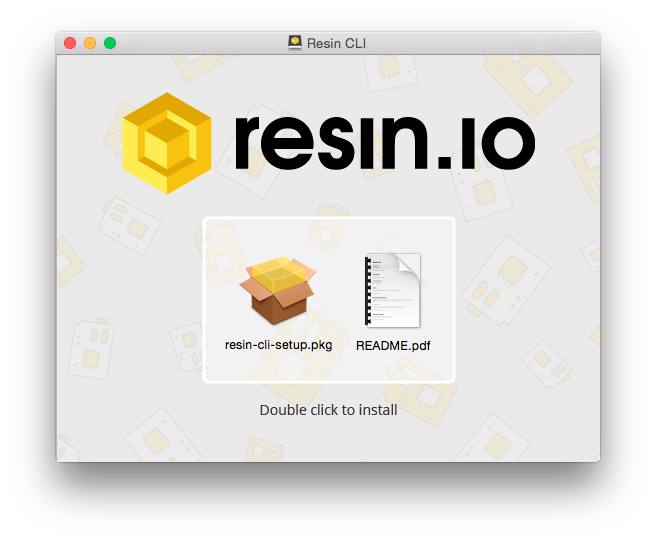 Resin CLI
resin.io
resin-cli-setup.pkg
README.pdf
Double click to install